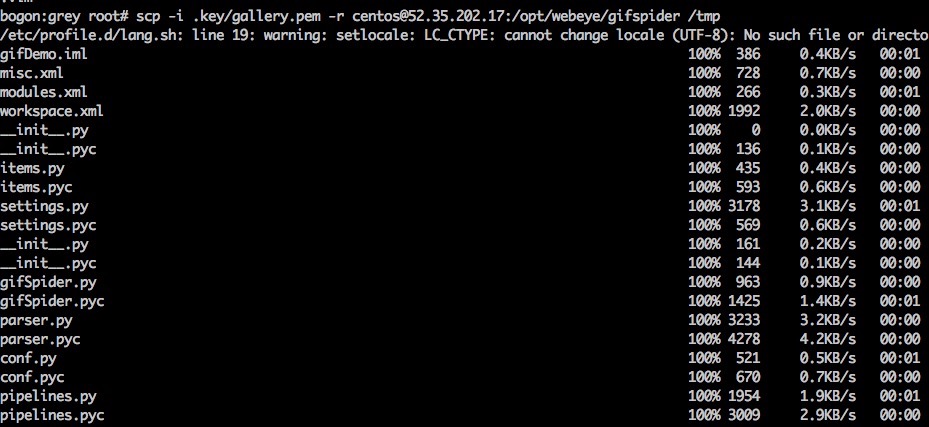 bogon:grey root# scp -i .key/gallery.pem -r centos@52.35.202.17:/opt/webeye/gifspider /tmp
/etc/profile.d/lang.sh: line 19: warning: setlocale: LC_CTYPE: cannot change locale (UTF-8): No such file or directo
gifDemo.iml 100% 386 0.4KB/s 00:01
misc.xml 100% 728 0.7KB/s 00:00
modules.xml 100% 266 0.3KB/s 00:01
workspace.xml 100% 1992 2.0KB/s 00:00
__init__.py 100% 0 0.0KB/s 00:00
__init__.pyc 100% 136 0.1KB/s 00:00
items.py 100% 435 0.4KB/s 00:00
items.pyc 100% 593 0.6KB/s 00:00
settings.py 100% 3178 3.1KB/s 00:01
settings.pyc 100% 569 0.6KB/s 00:00
__init__.py 100% 161 0.2KB/s 00:00
__init__.pyc 100% 144 0.1KB/s 00:00
gifSpider.py 100% 963 0.9KB/s 00:00
gifSpider.pyc 100% 1425 1.4KB/s 00:01
parser.py 100% 3233 3.2KB/s 00:00
parser.pyc 100% 4278 4.2KB/s 00:00
conf.py 100% 521 0.5KB/s 00:01
conf.pyc 100% 670 0.7KB/s 00:00
pipelines.py 100% 1954 1.9KB/s 00:01
pipelines.pyc 100% 3009 2.9KB/s 00:00